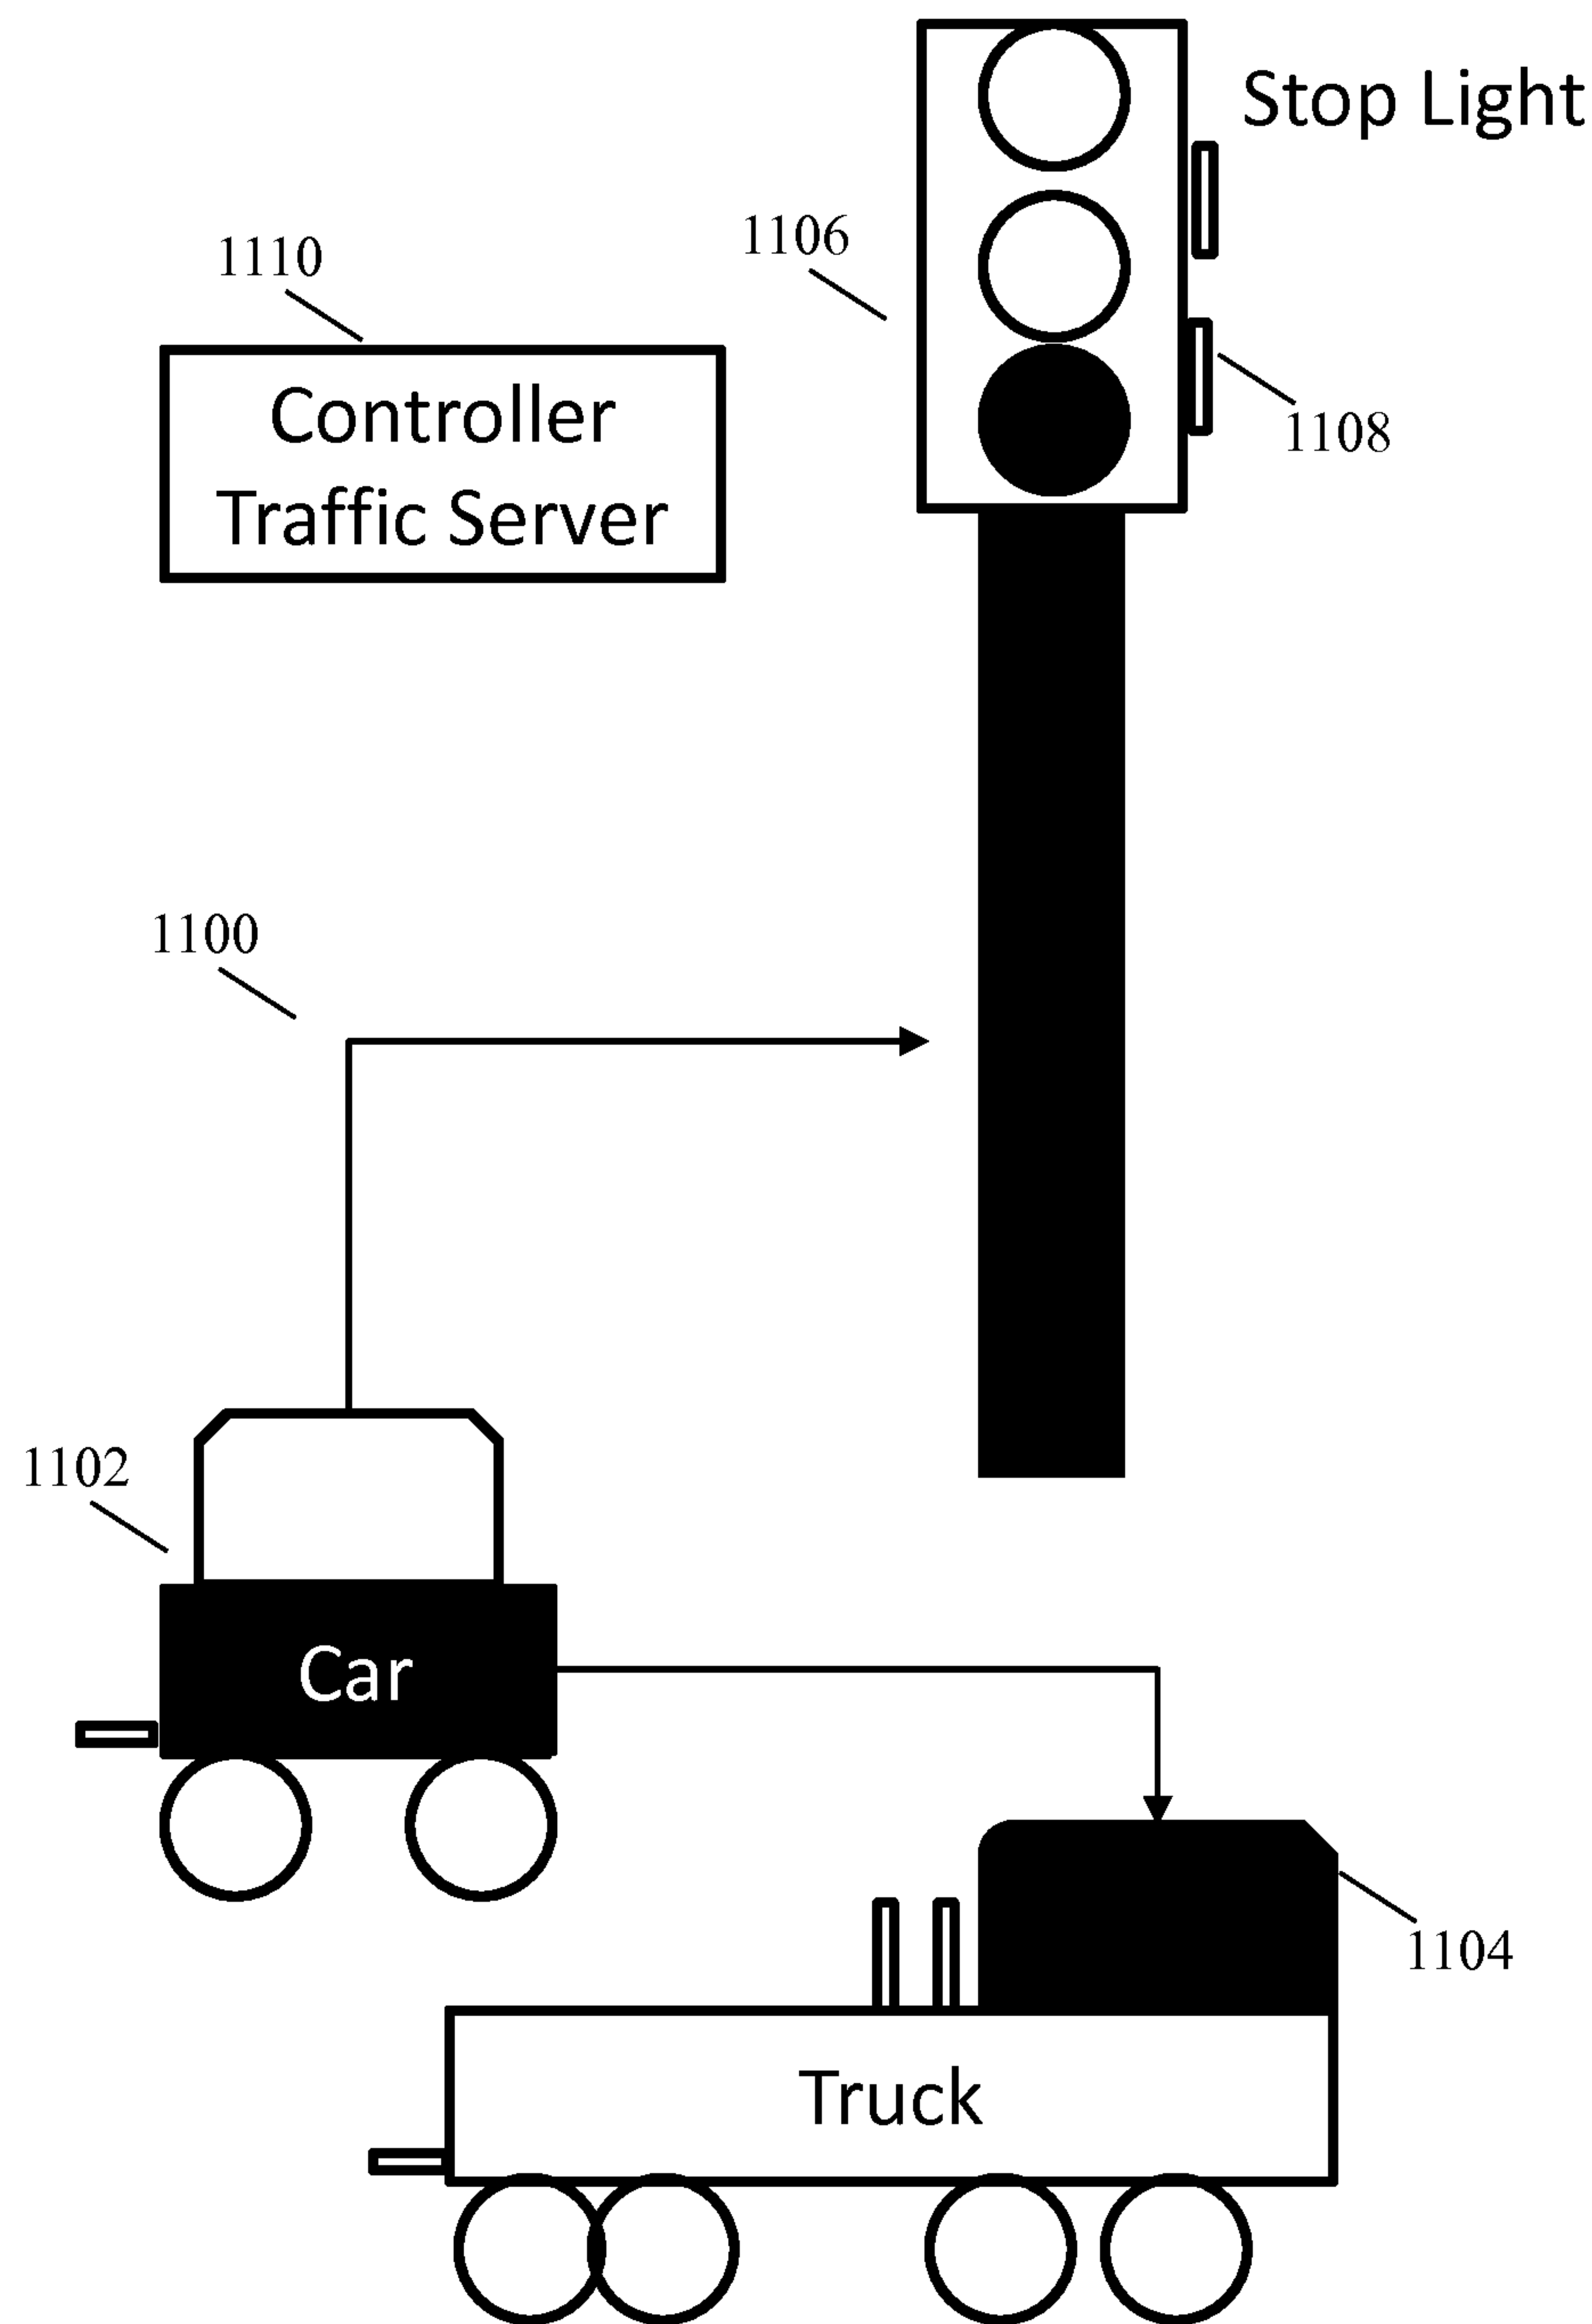 Stop Light
1106
1110
Controller
Traffic Server
1108
1100
1102
Car
1104
Truck